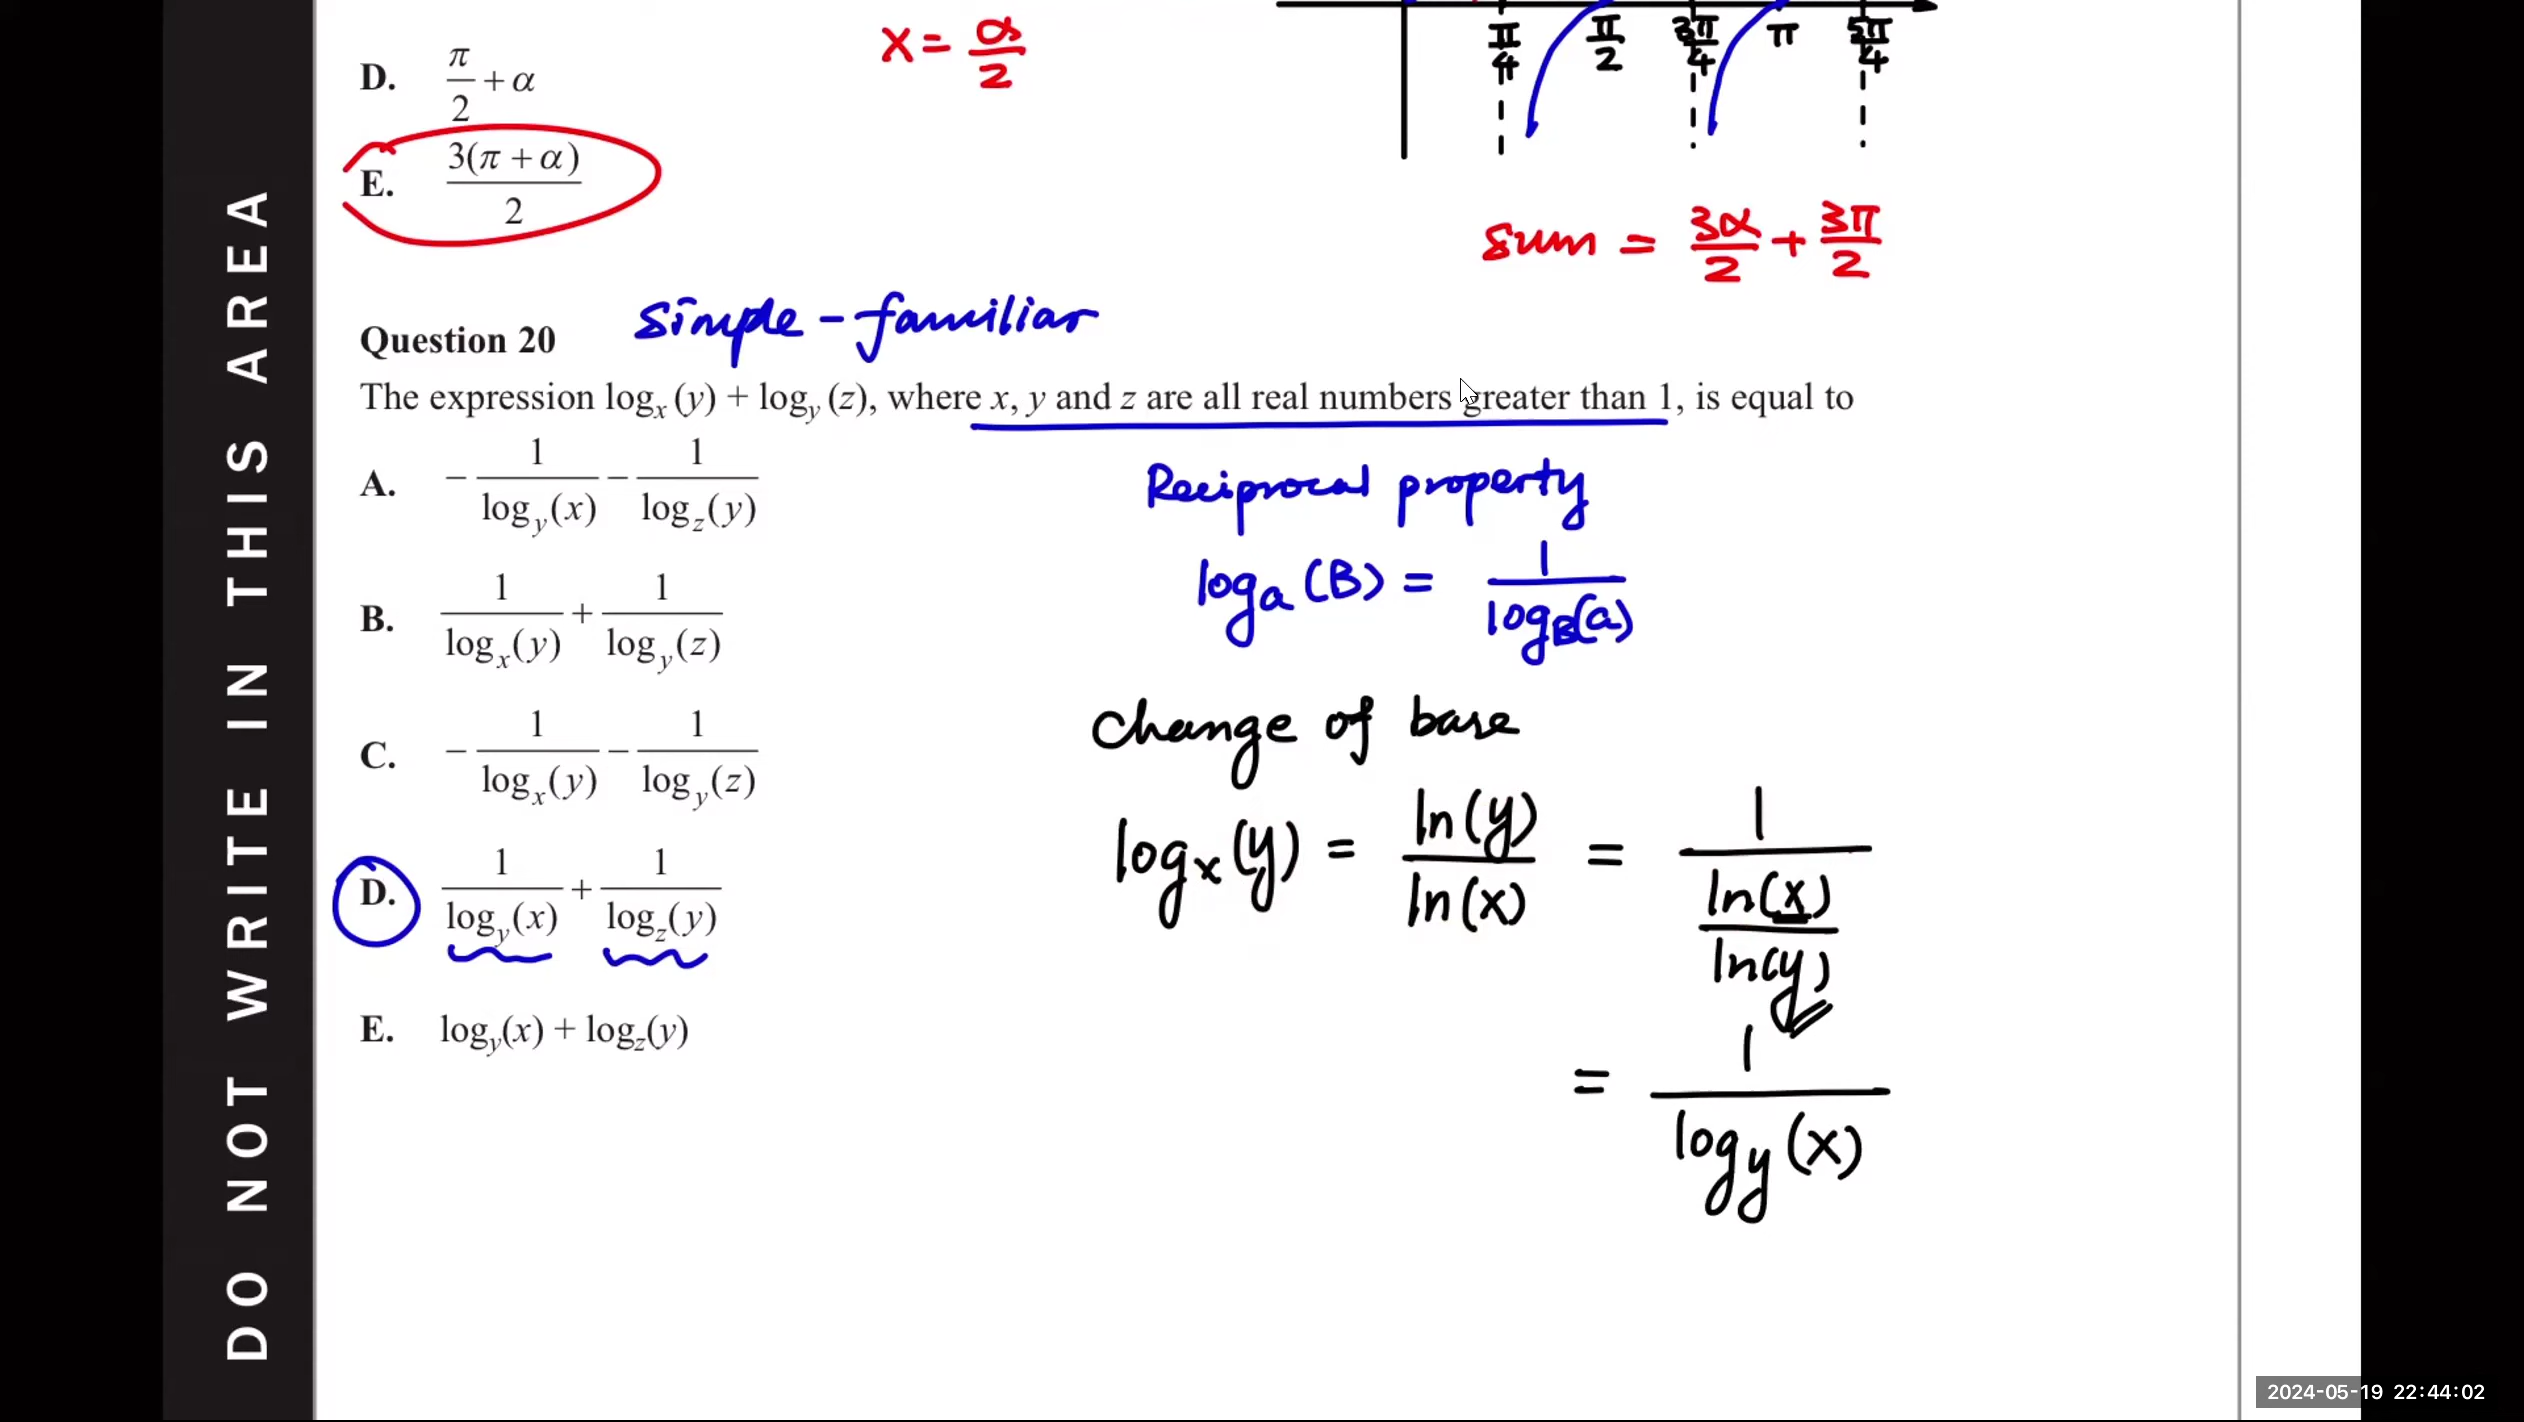 DO NOT WRITE IN THIS AREA
D. π/2 + α
x = α/2
π/4 π/2 3π/4 π 5π/4
E. 3(π + α)/2
sum = 3α/2 + 3π/2
simple - familiar
Question 20
The expression logₓ(y) + log_y(z), where x, y and z are all real numbers greater than 1, is equal to
A. − 1/log_y(x) − 1/log_z(y)
B. 1/logₓ(y) + 1/log_y(z)
C. − 1/logₓ(y) − 1/log_y(z)
D. 1/log_y(x) + 1/log_z(y)
E. log_y(x) + log_z(y)
Reciprocal property
logₐ(B) = 1/log_B(a)
Change of base
logₓ(y) = ln(y)/ln(x) = 1/(ln(x)/ln(y))
= 1/log_y(x)
2024-05-19 22:44:02